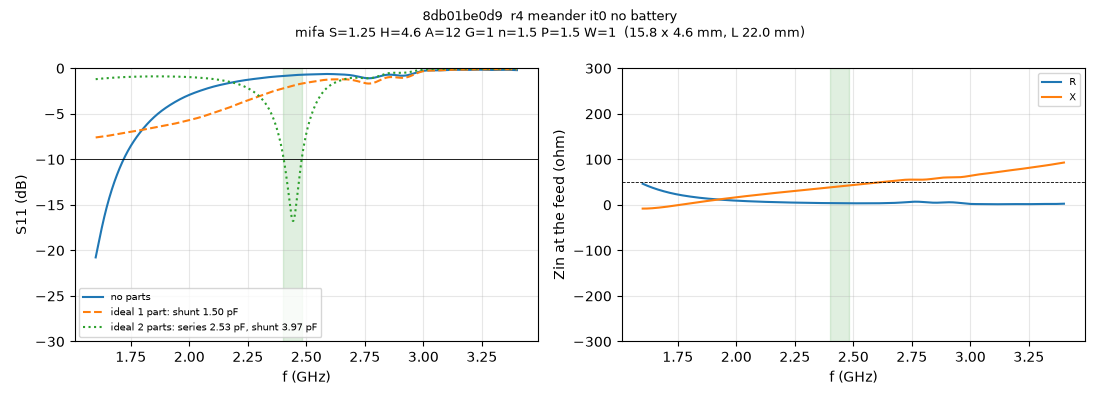 8db01be0d9  r4 meander it0 no battery
mifa S=1.25 H=4.6 A=12 G=1 n=1.5 P=1.5 W=1  (15.8 x 4.6 mm, L 22.0 mm)
S11 (dB)
0
−5
−10
−15
−20
−25
−30
no parts
ideal 1 part: shunt 1.50 pF
ideal 2 parts: series 2.53 pF, shunt 3.97 pF
1.75 2.00 2.25 2.50 2.75 3.00 3.25
f (GHz)
Zin at the feed (ohm)
300
200
100
0
−100
−200
−300
R
X
1.75 2.00 2.25 2.50 2.75 3.00 3.25
f (GHz)